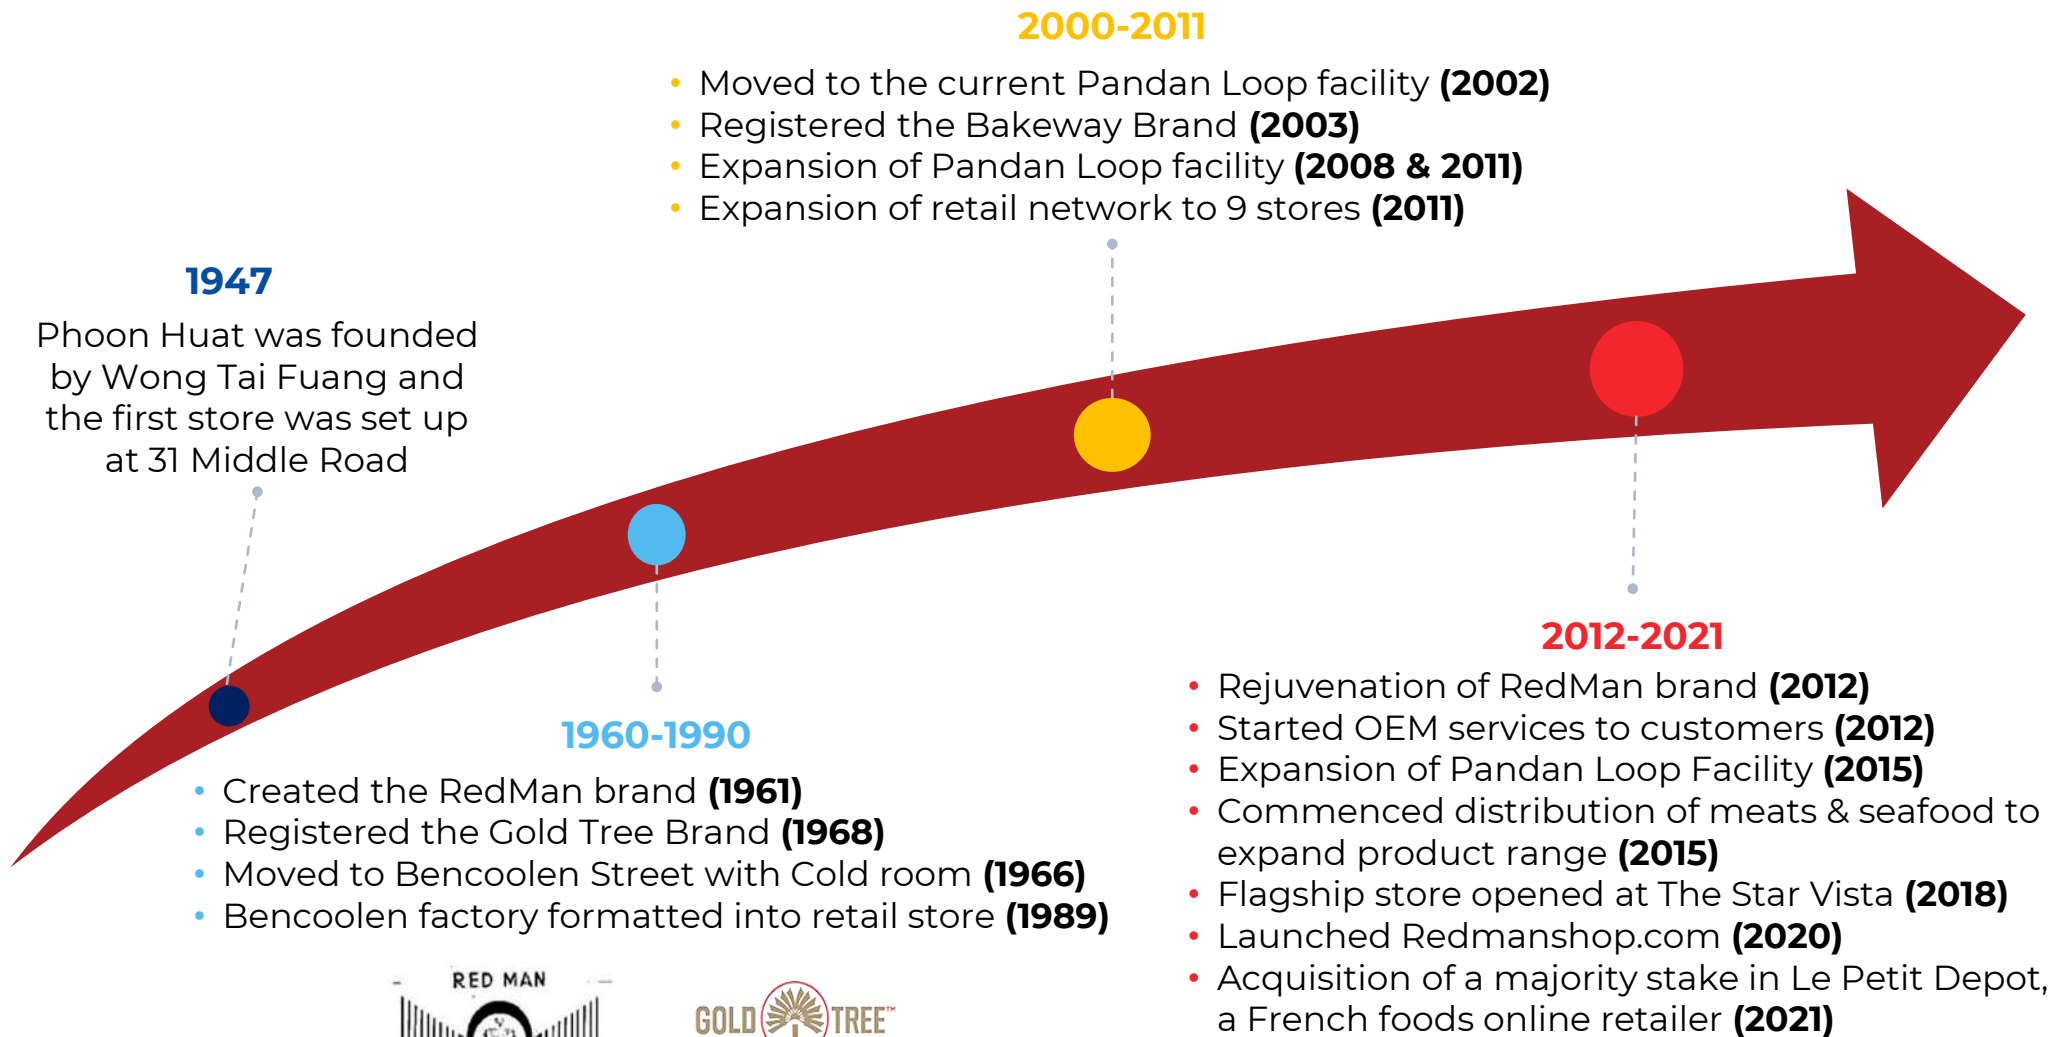 2000-2011
• Moved to the current Pandan Loop facility (2002)
• Registered the Bakeway Brand (2003)
• Expansion of Pandan Loop facility (2008 & 2011)
• Expansion of retail network to 9 stores (2011)
1947
Phoon Huat was founded
by Wong Tai Fuang and
the first store was set up
at 31 Middle Road
1960-1990
• Created the RedMan brand (1961)
• Registered the Gold Tree Brand (1968)
• Moved to Bencoolen Street with Cold room (1966)
• Bencoolen factory formatted into retail store (1989)
RED MAN
GOLD TREE™
2012-2021
• Rejuvenation of RedMan brand (2012)
• Started OEM services to customers (2012)
• Expansion of Pandan Loop Facility (2015)
• Commenced distribution of meats & seafood to
expand product range (2015)
• Flagship store opened at The Star Vista (2018)
• Launched Redmanshop.com (2020)
• Acquisition of a majority stake in Le Petit Depot,
a French foods online retailer (2021)